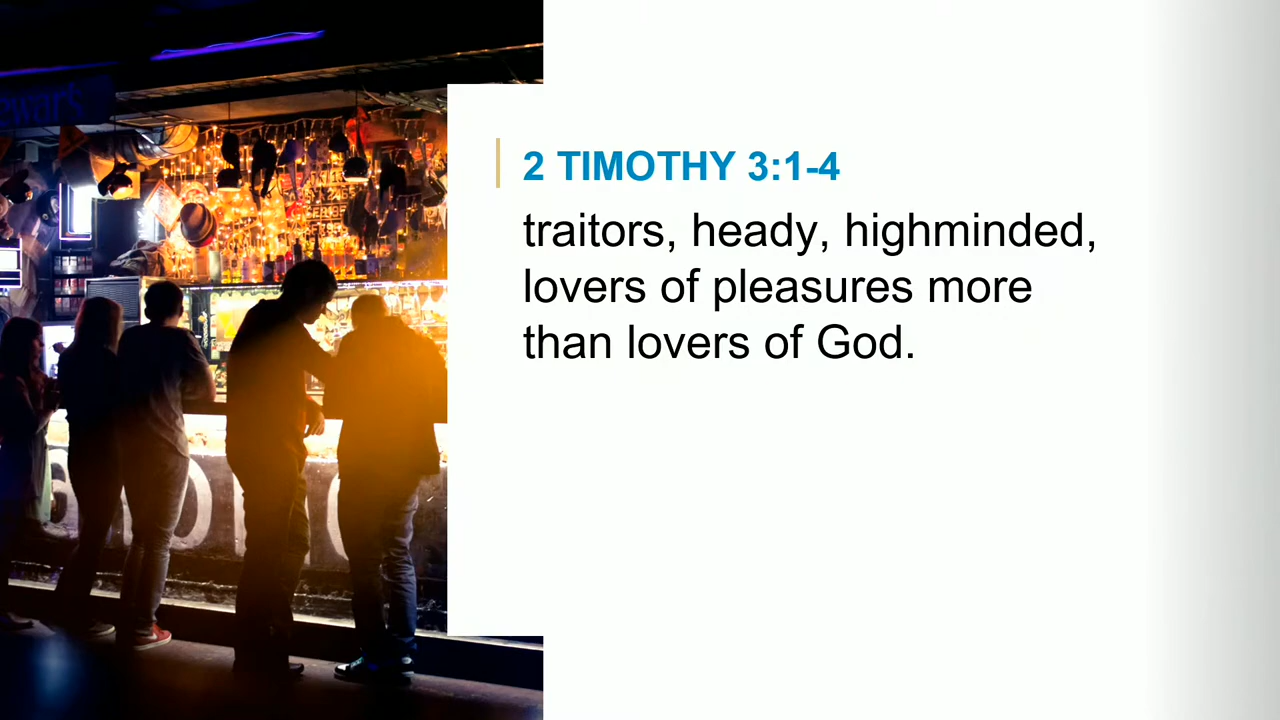 2 TIMOTHY 3:1-4
traitors, heady, highminded,
lovers of pleasures more
than lovers of God.